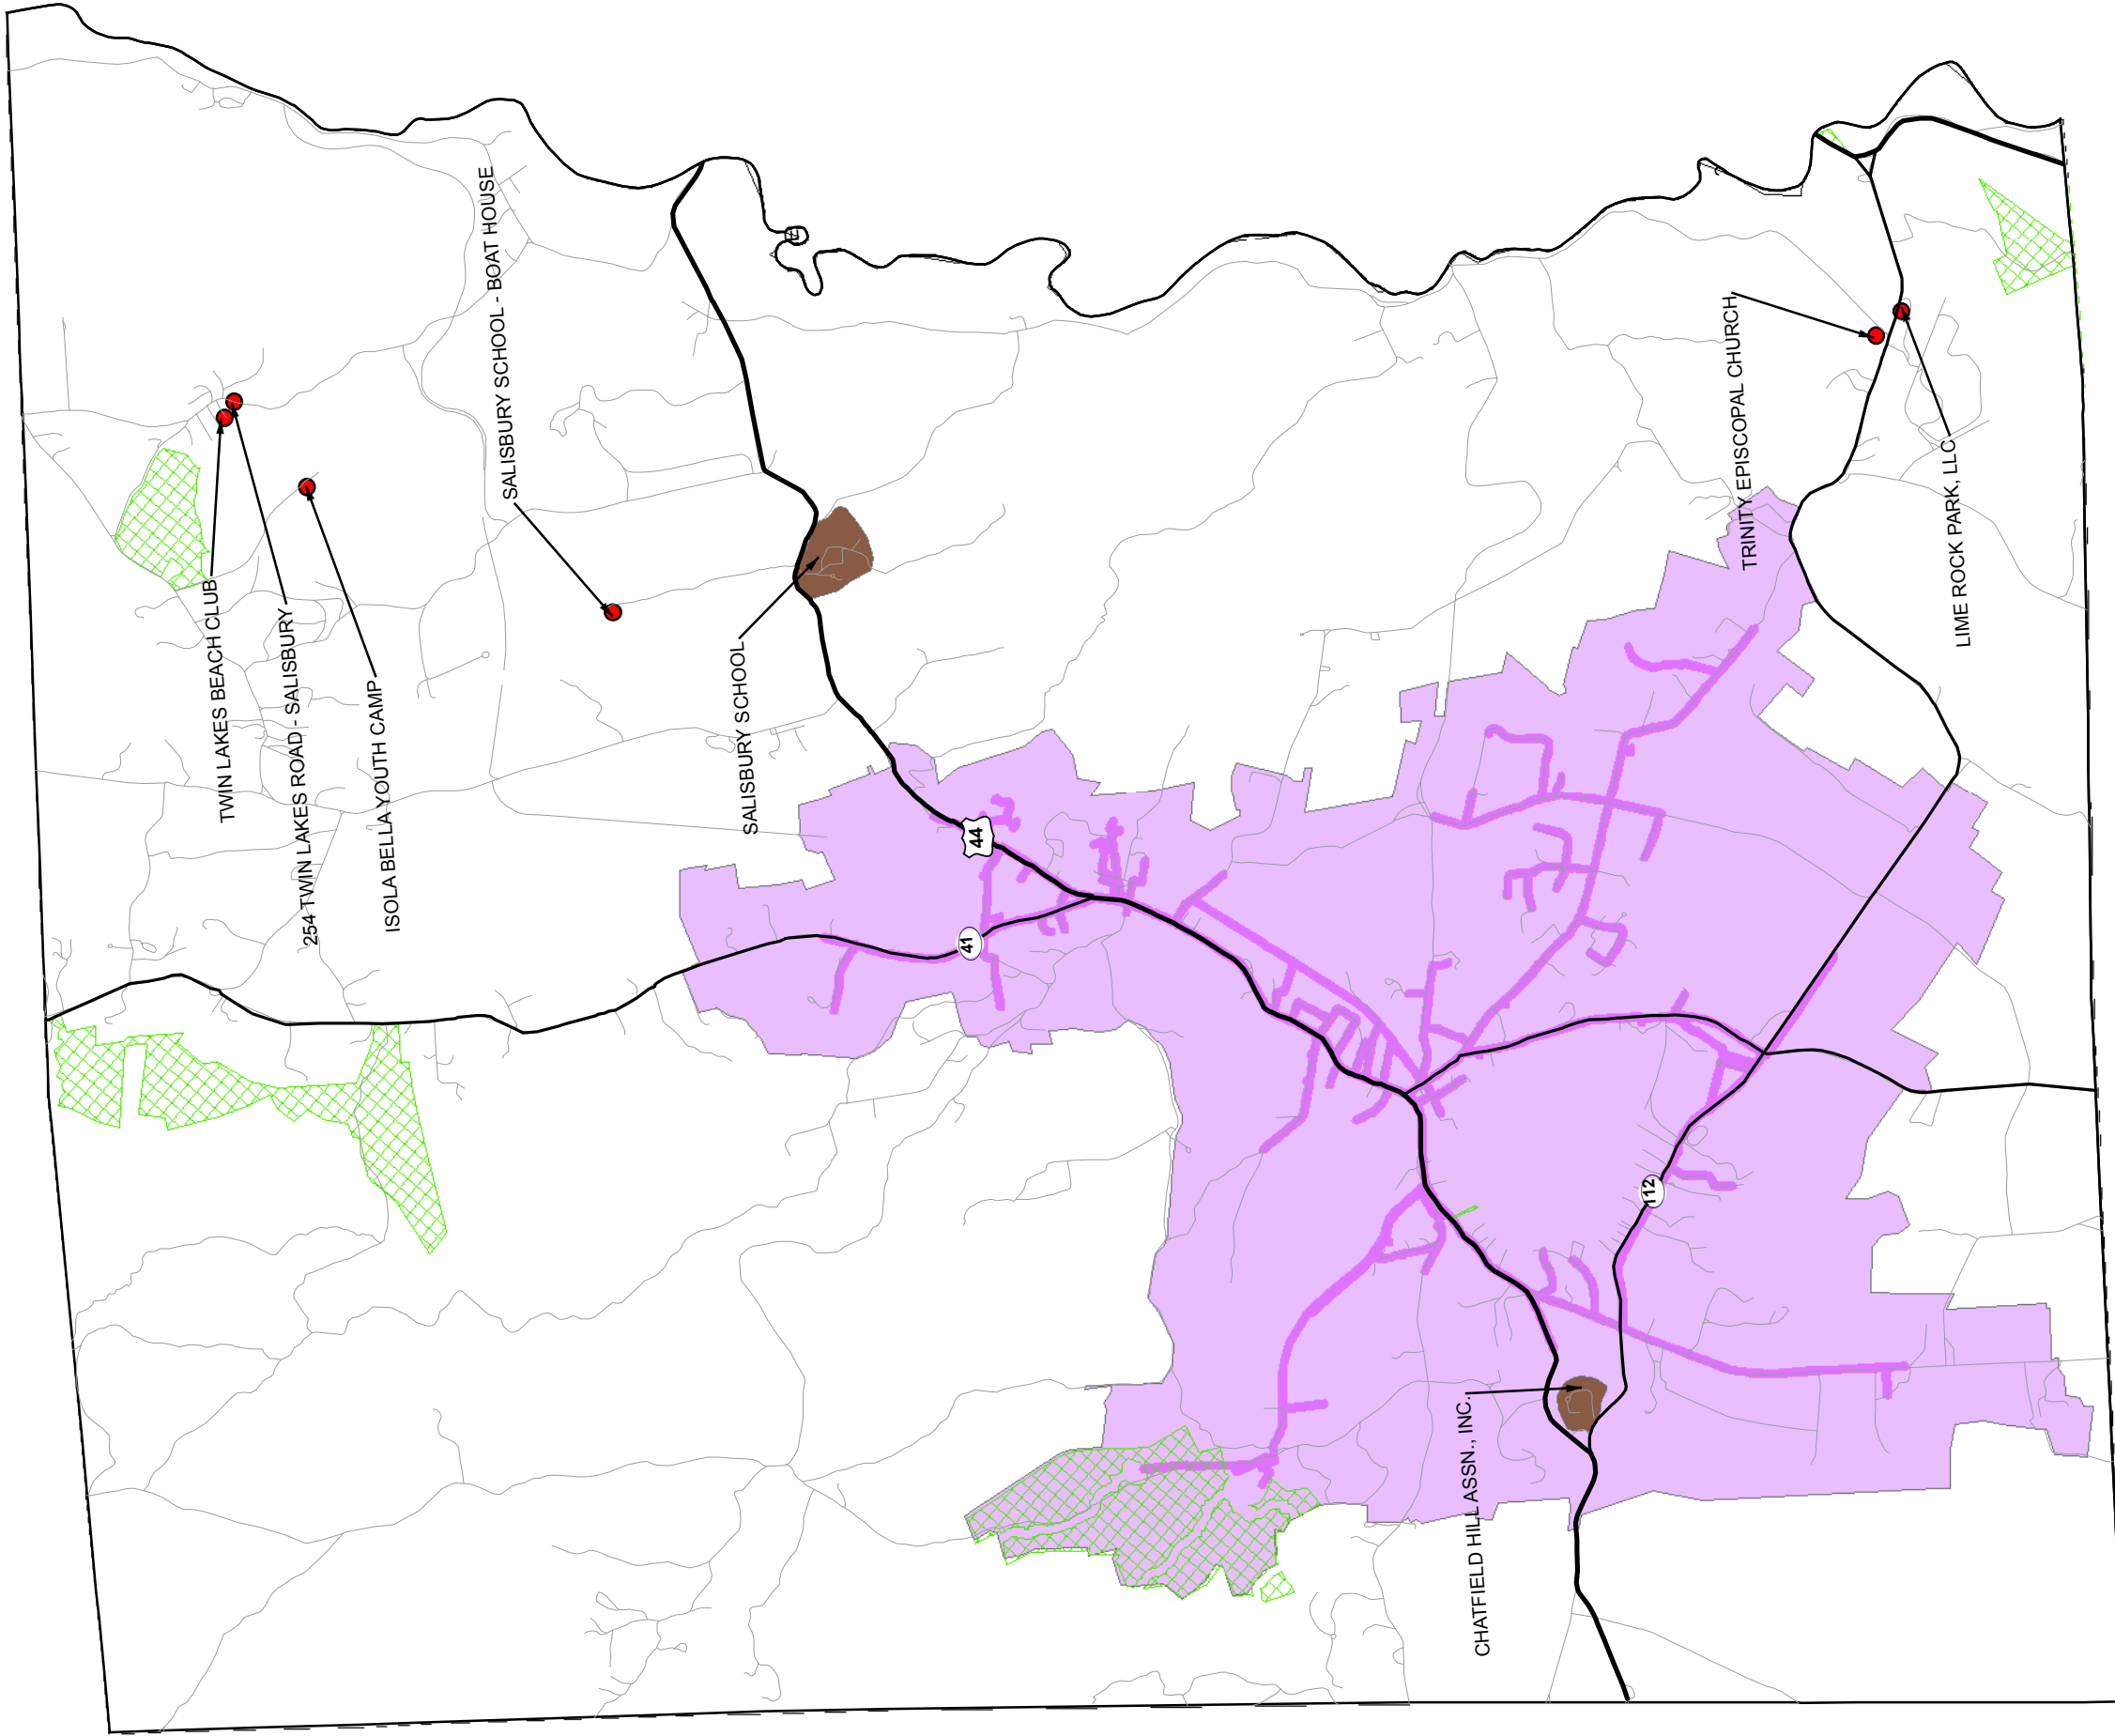 TWIN LAKES BEACH CLUB
254 TWIN LAKES ROAD - SALISBURY
ISOLA BELLA YOUTH CAMP
SALISBURY SCHOOL - BOAT HOUSE
SALISBURY SCHOOL
44
41
TRINITY EPISCOPAL CHURCH
LIME ROCK PARK, LLC
112
CHATFIELD HILL ASSN., INC.